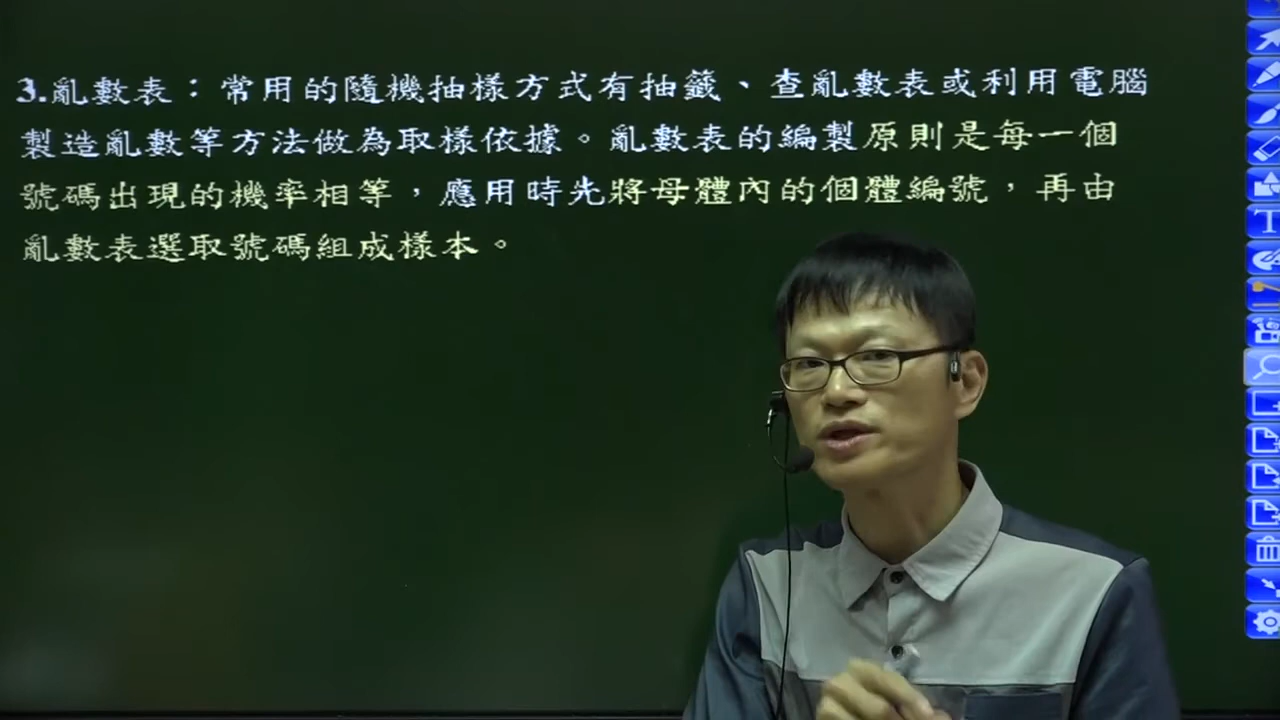 3.亂數表：常用的隨機抽樣方式有抽籤、查亂數表或利用電腦
製造亂數等方法做為取樣依據。亂數表的編製原則是每一個
號碼出現的機率相等，應用時先將母體內的個體編號，再由
亂數表選取號碼組成樣本。